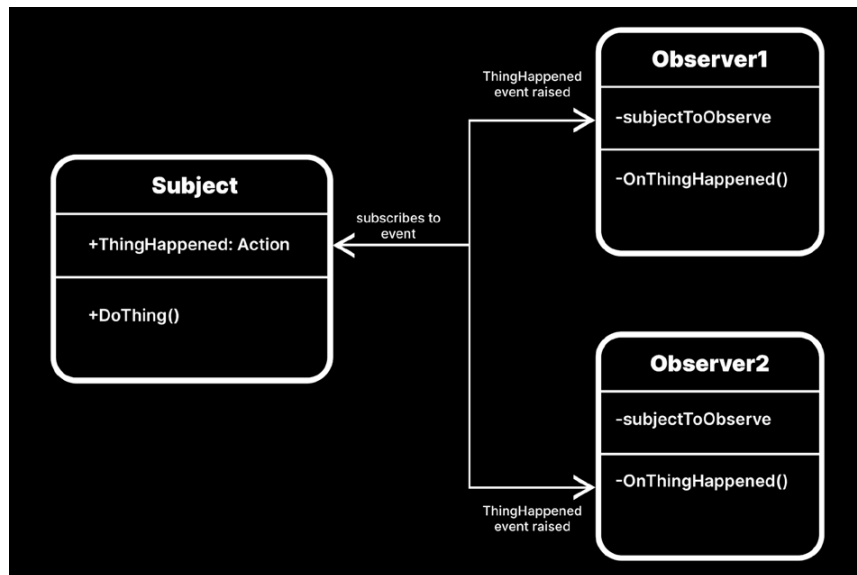 Subject
+ThingHappened: Action
+DoThing()
subscribes to
event
ThingHappened
event raised
Observer1
-subjectToObserve
-OnThingHappened()
Observer2
-subjectToObserve
-OnThingHappened()
ThingHappened
event raised